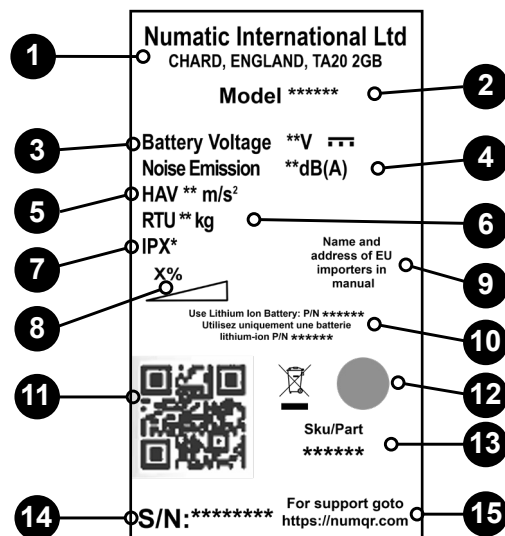 Numatic International Ltd
CHARD, ENGLAND, TA20 2GB
1
Model ******
2
Battery Voltage **V
3
Noise Emission **dB(A)
4
HAV ** m/s²
5
RTU ** kg
6
IPX*
7
Name and
address of EU
importers in
manual
9
X%
8
Use Lithium Ion Battery: P/N ******
Utilisez uniquement une batterie
lithium-ion P/N ******
10
11
12
Sku/Part
******
13
14
S/N:********
For support goto
https://numqr.com
15